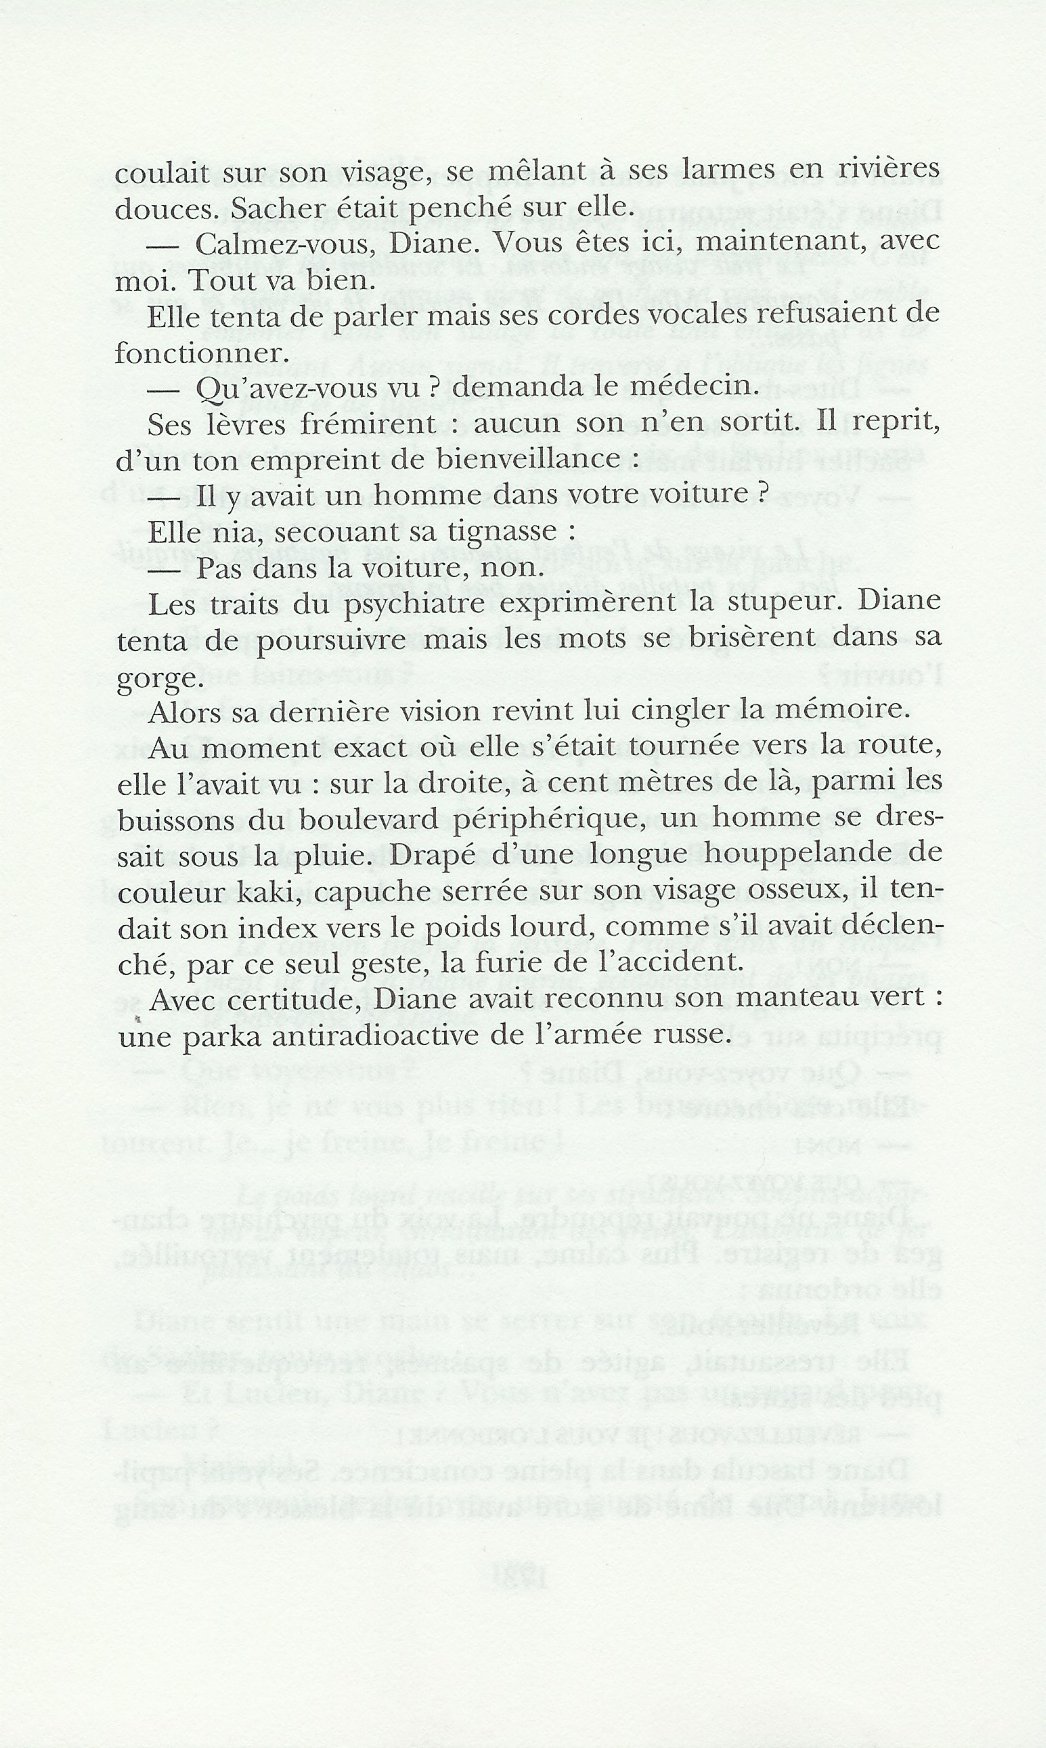 coulait sur son visage, se mêlant à ses larmes en rivières
douces. Sacher était penché sur elle.
— Calmez-vous, Diane. Vous êtes ici, maintenant, avec
moi. Tout va bien.
Elle tenta de parler mais ses cordes vocales refusaient de
fonctionner.
— Qu'avez-vous vu ? demanda le médecin.
Ses lèvres frémirent : aucun son n'en sortit. Il reprit,
d'un ton empreint de bienveillance :
— Il y avait un homme dans votre voiture ?
Elle nia, secouant sa tignasse :
— Pas dans la voiture, non.
Les traits du psychiatre exprimèrent la stupeur. Diane
tenta de poursuivre mais les mots se brisèrent dans sa
gorge.
Alors sa dernière vision revint lui cingler la mémoire.
Au moment exact où elle s'était tournée vers la route,
elle l'avait vu : sur la droite, à cent mètres de là, parmi les
buissons du boulevard périphérique, un homme se dres-
sait sous la pluie. Drapé d'une longue houppelande de
couleur kaki, capuche serrée sur son visage osseux, il ten-
dait son index vers le poids lourd, comme s'il avait déclen-
ché, par ce seul geste, la furie de l'accident.
Avec certitude, Diane avait reconnu son manteau vert :
une parka antiradioactive de l'armée russe.